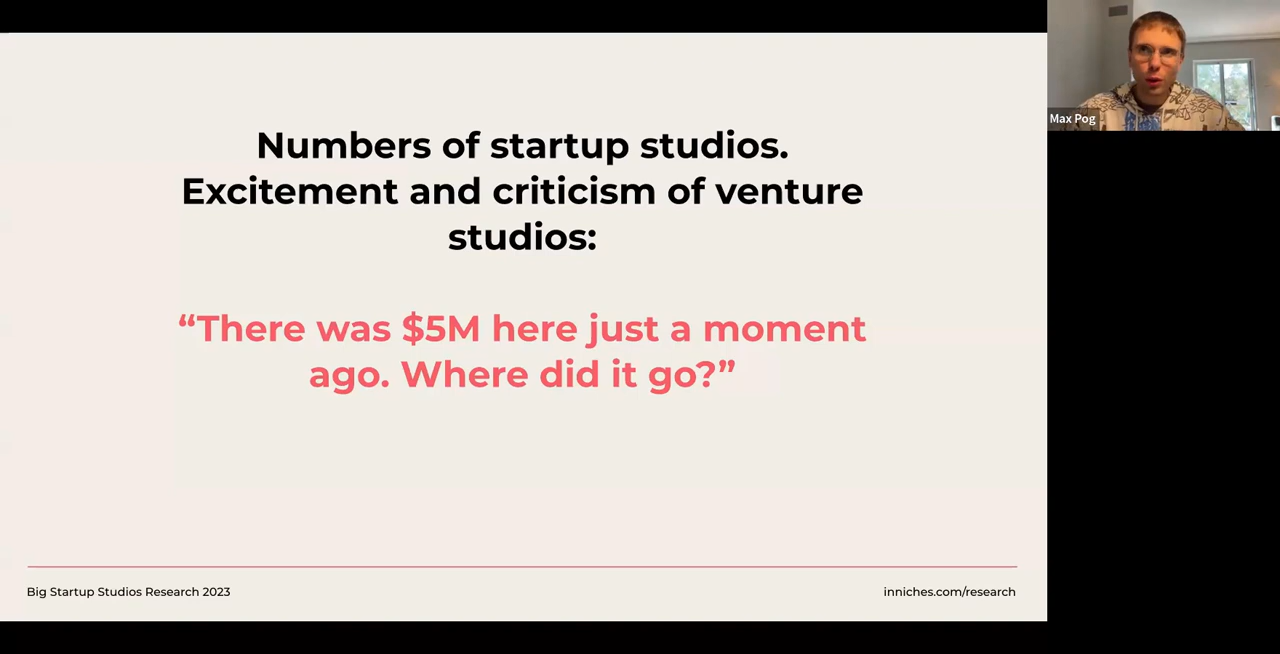 Numbers of startup studios.
Excitement and criticism of venture
studios:
“There was $5M here just a moment
ago. Where did it go?”
Big Startup Studios Research 2023
inniches.com/research
Max Pog